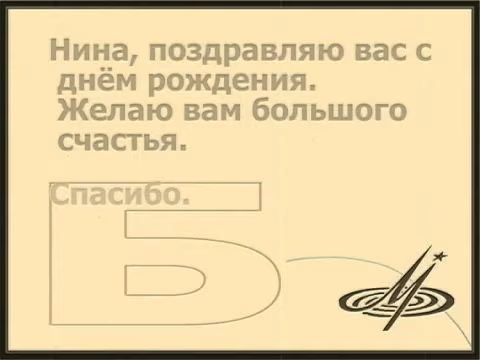 Нина, поздравляю вас с
днём рождения.
Желаю вам большого
счастья.
Спасибо.
Б